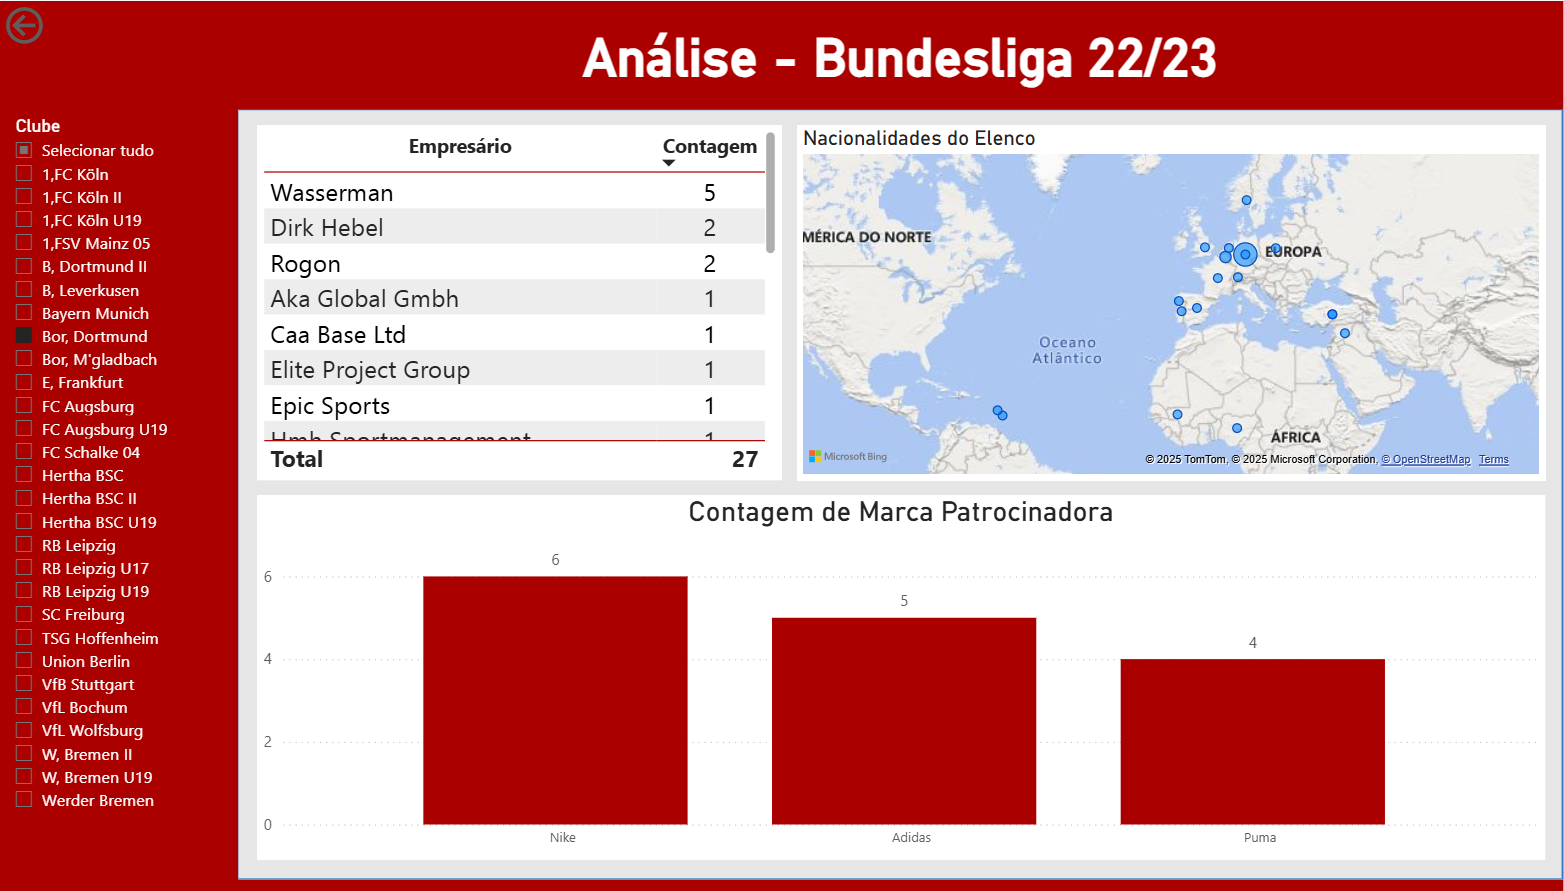 Análise - Bundesliga 22/23
Clube
Selecionar tudo
1,FC Köln
1,FC Köln II
1,FC Köln U19
1,FSV Mainz 05
B, Dortmund II
B, Leverkusen
Bayern Munich
Bor, Dortmund
Bor, M'gladbach
E, Frankfurt
FC Augsburg
FC Augsburg U19
FC Schalke 04
Hertha BSC
Hertha BSC II
Hertha BSC U19
RB Leipzig
RB Leipzig U17
RB Leipzig U19
SC Freiburg
TSG Hoffenheim
Union Berlin
VfB Stuttgart
VfL Bochum
VfL Wolfsburg
W, Bremen II
W, Bremen U19
Werder Bremen
Empresário Contagem
Wasserman 5
Dirk Hebel 2
Rogon 2
Aka Global Gmbh 1
Caa Base Ltd 1
Elite Project Group 1
Epic Sports 1
Hmh Sportmanagement 1
Total 27
Nacionalidades do Elenco
MÉRICA DO NORTE
EUROPA
Oceano
Atlântico
ÁFRICA
Microsoft Bing
© 2025 TomTom, © 2025 Microsoft Corporation, © OpenStreetMap Terms
Contagem de Marca Patrocinadora
6
5
4
6
4
2
0
Nike Adidas Puma